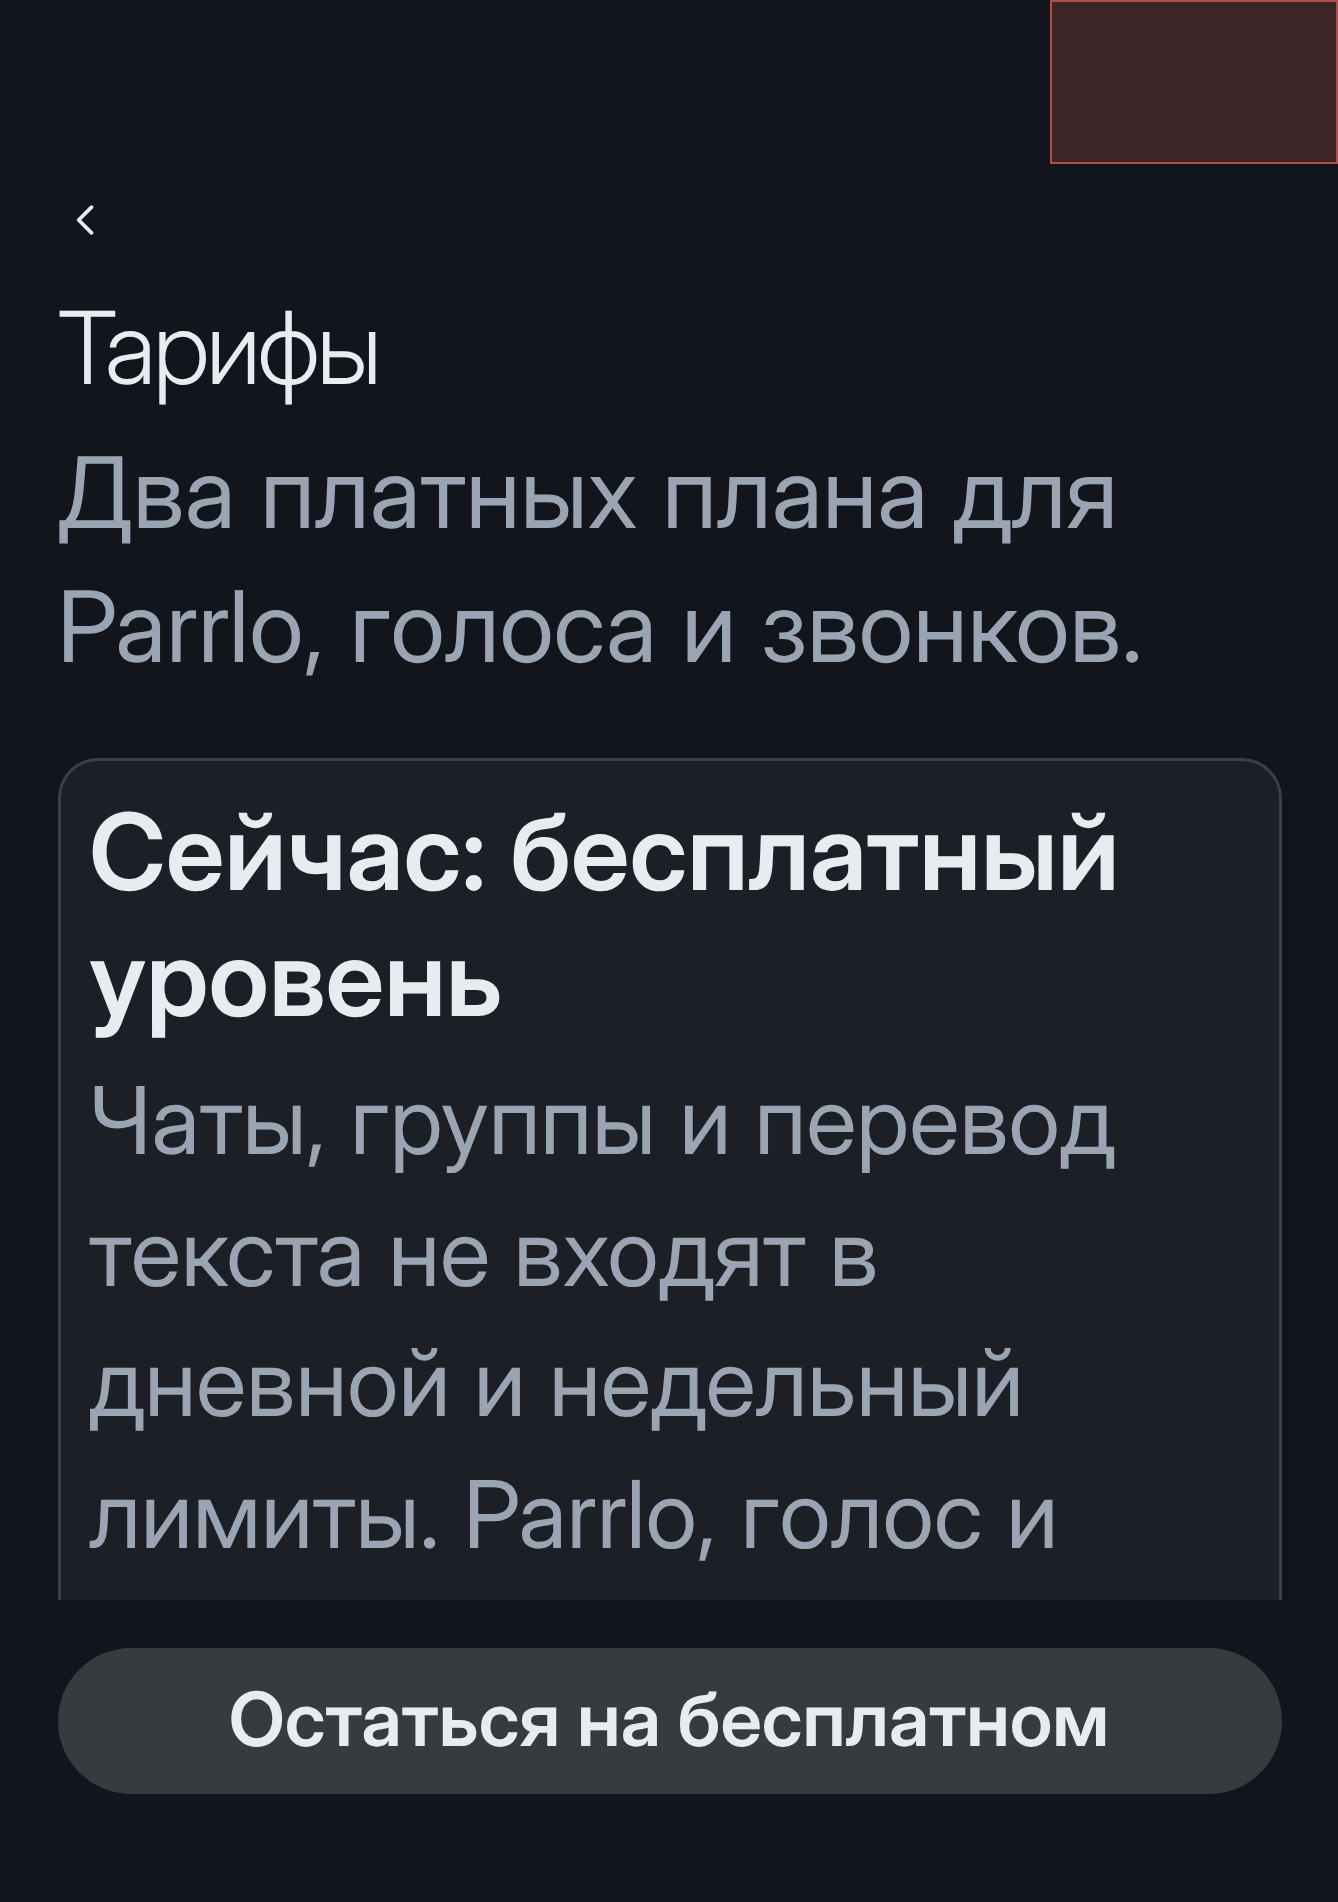 Тарифы
Два платных плана для
Parrlo, голоса и звонков.
Сейчас: бесплатный
уровень
Чаты, группы и перевод
текста не входят в
дневной и недельный
лимиты. Parrlo, голос и
Остаться на бесплатном